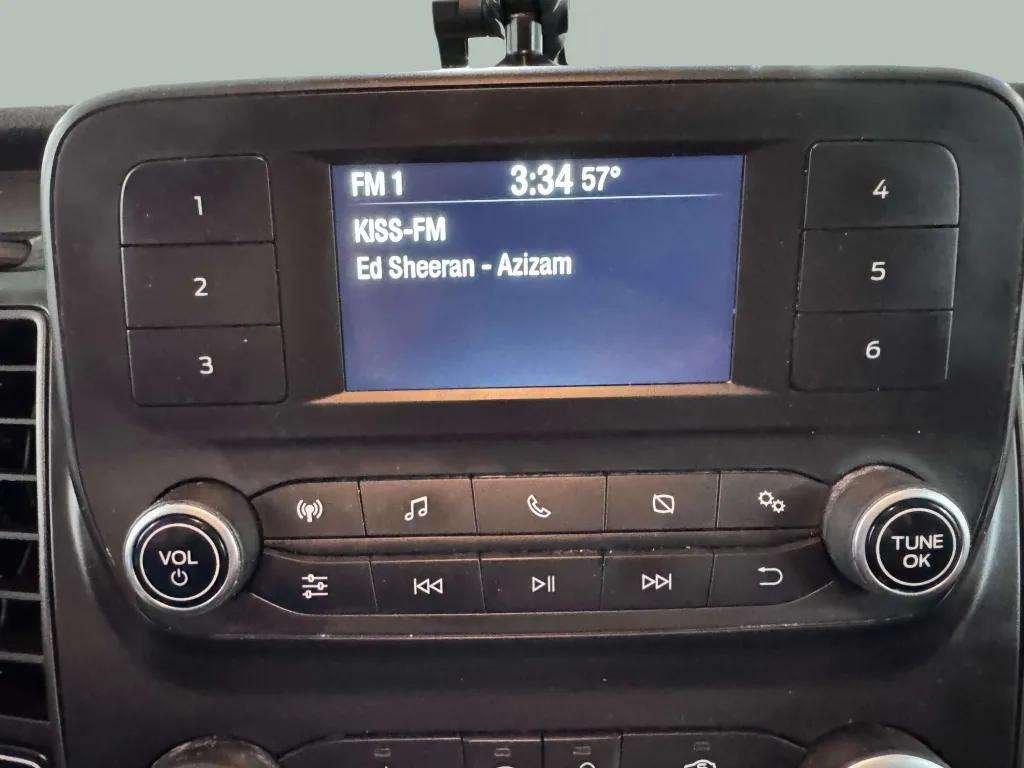 FM 1 3:34 57°
KISS-FM
Ed Sheeran - Azizam
1
2
3
4
5
6
VOL
TUNE
OK